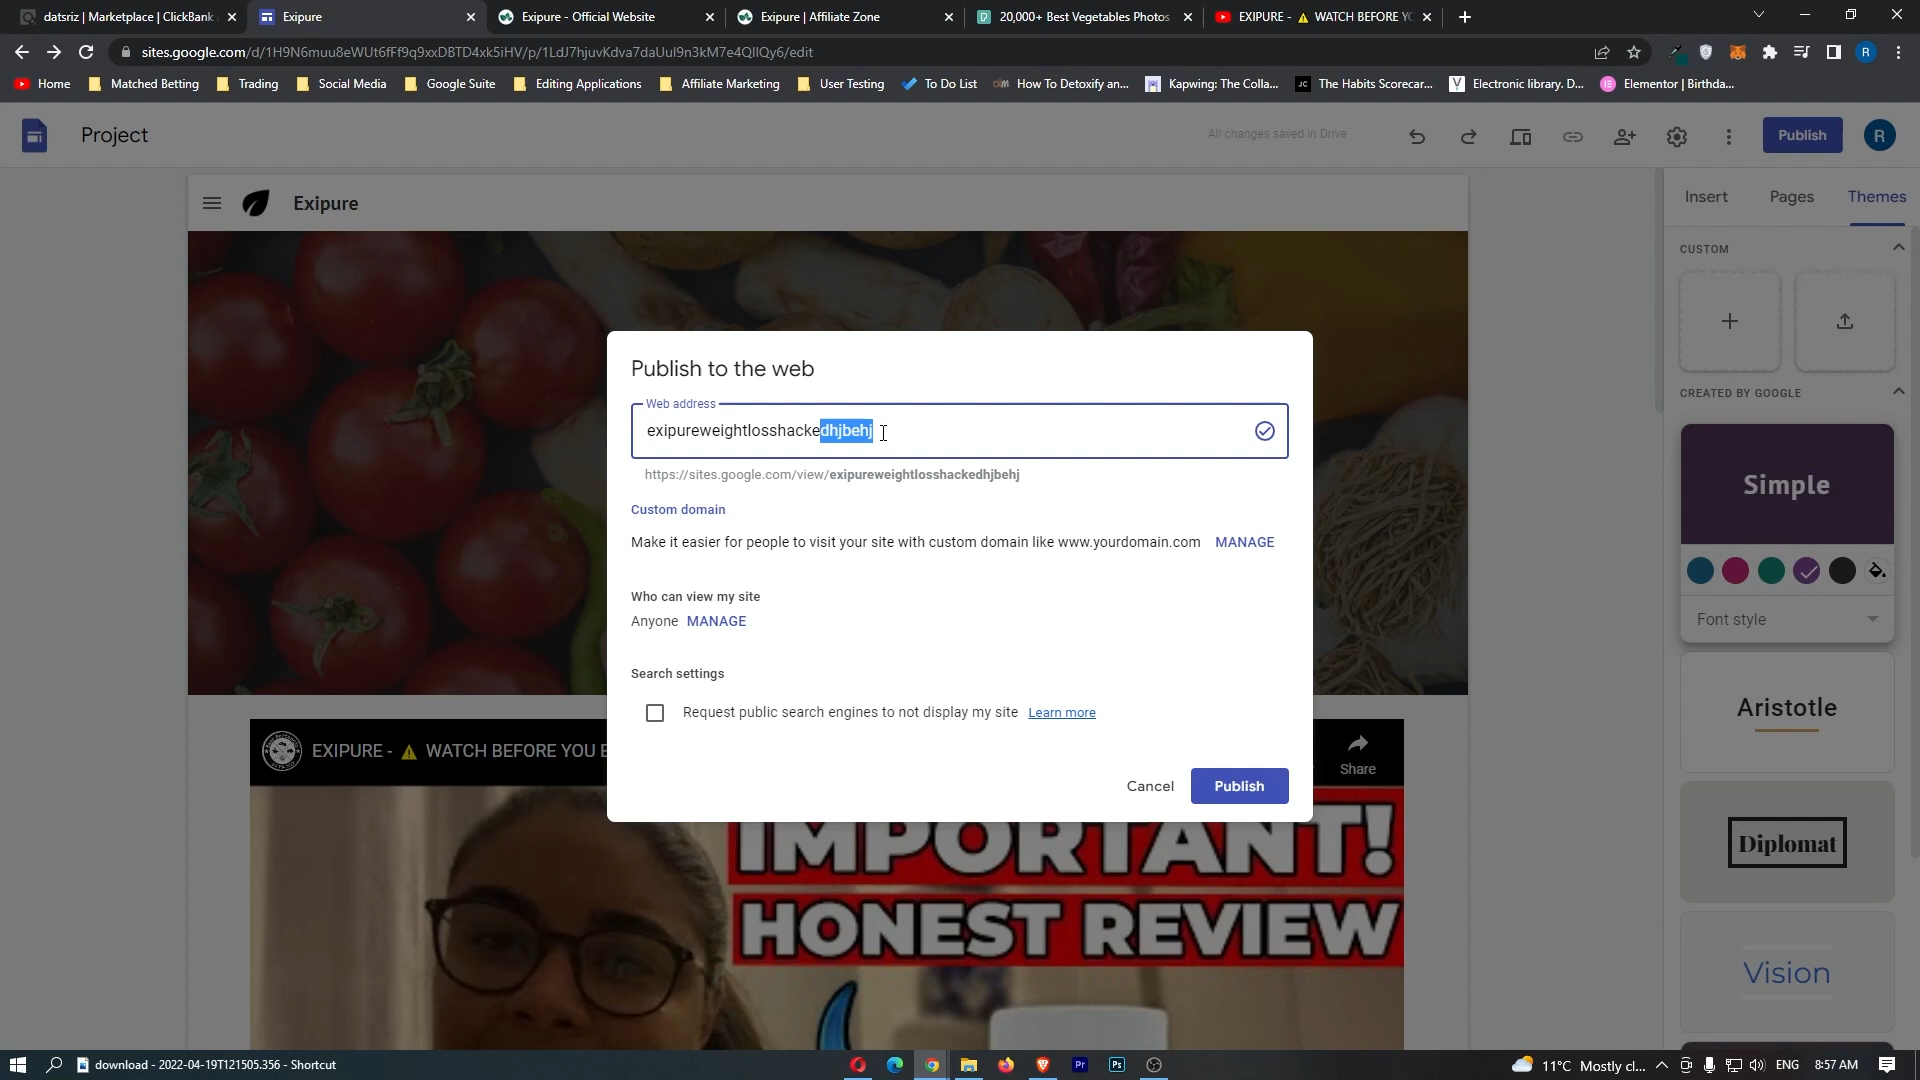 datsriz | Marketplace | ClickBank
Exipure
Exipure - Official Website
Exipure | Affiliate Zone
20,000+ Best Vegetables Photos
EXIPURE - ⚠ WATCH BEFORE YO
sites.google.com/d/1H9N6muu8eWUt6fFf9q9xxDBTD4xk5iHV/p/1LdJ7hjuvKdva7daUul9n3kM7e4QlIQy6/edit
Home
Matched Betting
Trading
Social Media
Google Suite
Editing Applications
Affiliate Marketing
User Testing
To Do List
How To Detoxify an...
Kapwing: The Colla...
The Habits Scorecar...
Electronic library. D...
Elementor | Birthda...
Project
All changes saved in Drive
Publish
R
Exipure
Insert
Pages
Themes
CUSTOM
CREATED BY GOOGLE
Simple
Font style
Aristotle
Diplomat
Vision
Publish to the web
Web address
exipureweightlosshackedhjbehj
https://sites.google.com/view/exipureweightlosshackedhjbehj
Custom domain
Make it easier for people to visit your site with custom domain like www.yourdomain.com MANAGE
Who can view my site
Anyone MANAGE
Search settings
Request public search engines to not display my site Learn more
Cancel
Publish
EXIPURE - ⚠ WATCH BEFORE YOU
Share
IMPORTANT!
HONEST REVIEW
download - 2022-04-19T121505.356 - Shortcut
11°C Mostly cl...
ENG
8:57 AM